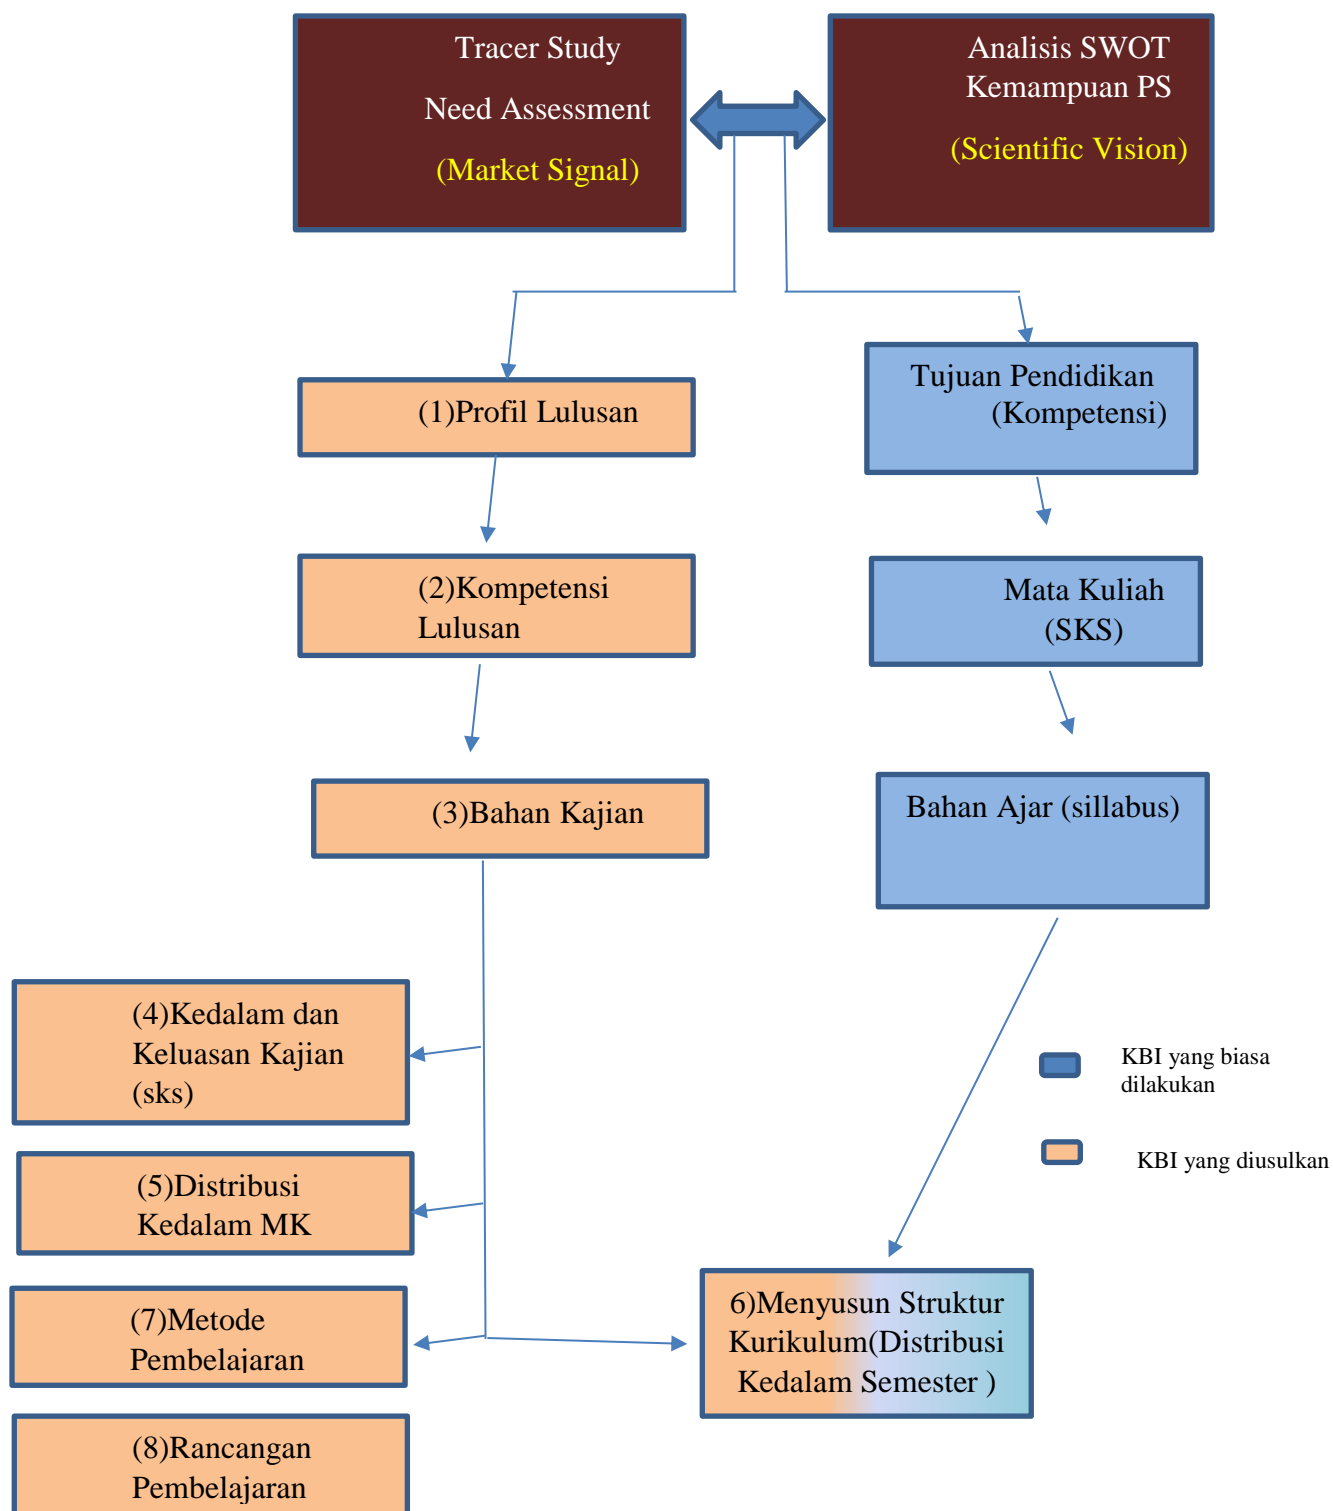 Tracer Study
Need Assessment
(Market Signal)
Analisis SWOT
Kemampuan PS
(Scientific Vision)
(1)Profil Lulusan
Tujuan Pendidikan
(Kompetensi)
(2)Kompetensi
Lulusan
Mata Kuliah
(SKS)
(3)Bahan Kajian
Bahan Ajar (sillabus)
(4)Kedalam dan
Keluasan Kajian
(sks)
KBI yang biasa
dilakukan
KBI yang diusulkan
(5)Distribusi
Kedalam MK
(7)Metode
Pembelajaran
6)Menyusun Struktur
Kurikulum(Distribusi
Kedalam Semester )
(8)Rancangan
Pembelajaran